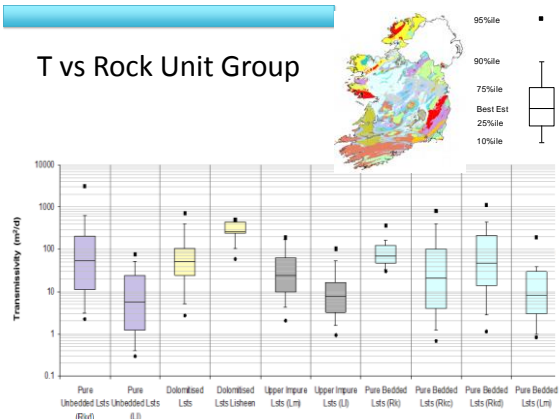 T vs Rock Unit Group
95%ile
90%ile
75%ile
Best Est
25%ile
10%ile
Transmissivity (m²/d)
10000
1000
100
10
1
0.1
Pure Unbedded Lsts (Rkd)
Pure Unbedded Lsts (Ll)
Dolomitised Lsts
Dolomitised Lsts Lisheen
Upper Impure Lsts (Lm)
Upper Impure Lsts (Ll)
Pure Bedded Lsts (Rk)
Pure Bedded Lsts (Rkc)
Pure Bedded Lsts (Rkd)
Pure Bedded Lsts (Lm)